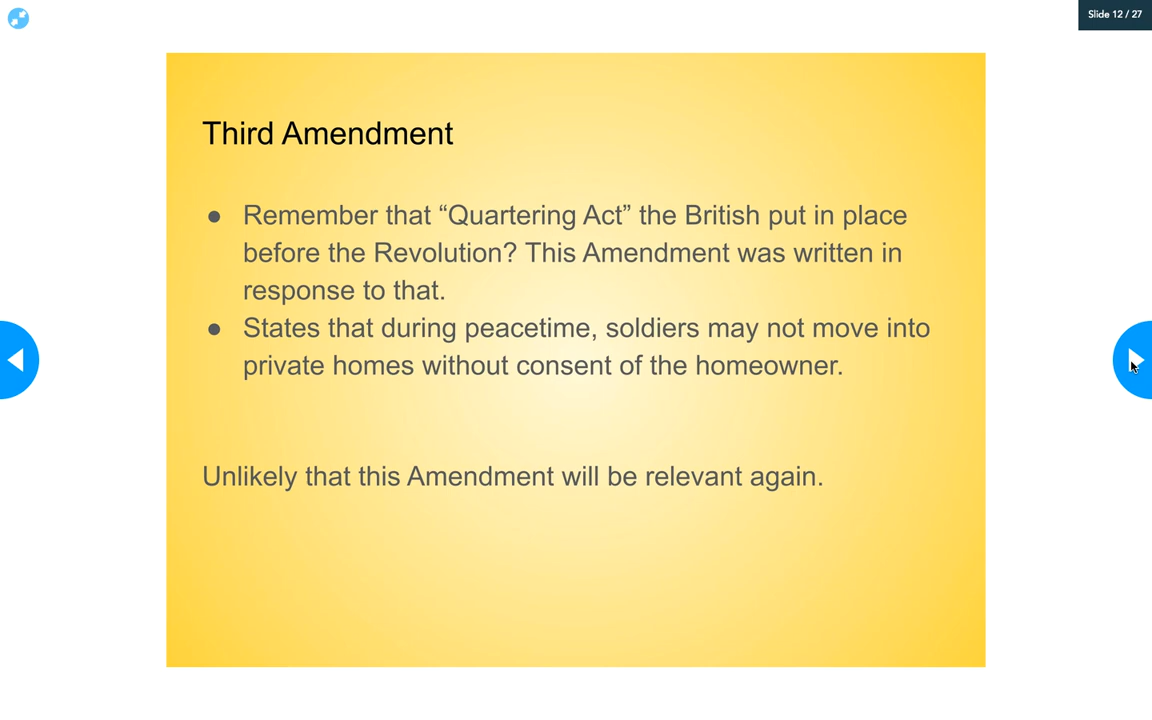 Slide 12 / 27
Third Amendment
● Remember that “Quartering Act” the British put in place
before the Revolution? This Amendment was written in
response to that.
● States that during peacetime, soldiers may not move into
private homes without consent of the homeowner.
Unlikely that this Amendment will be relevant again.